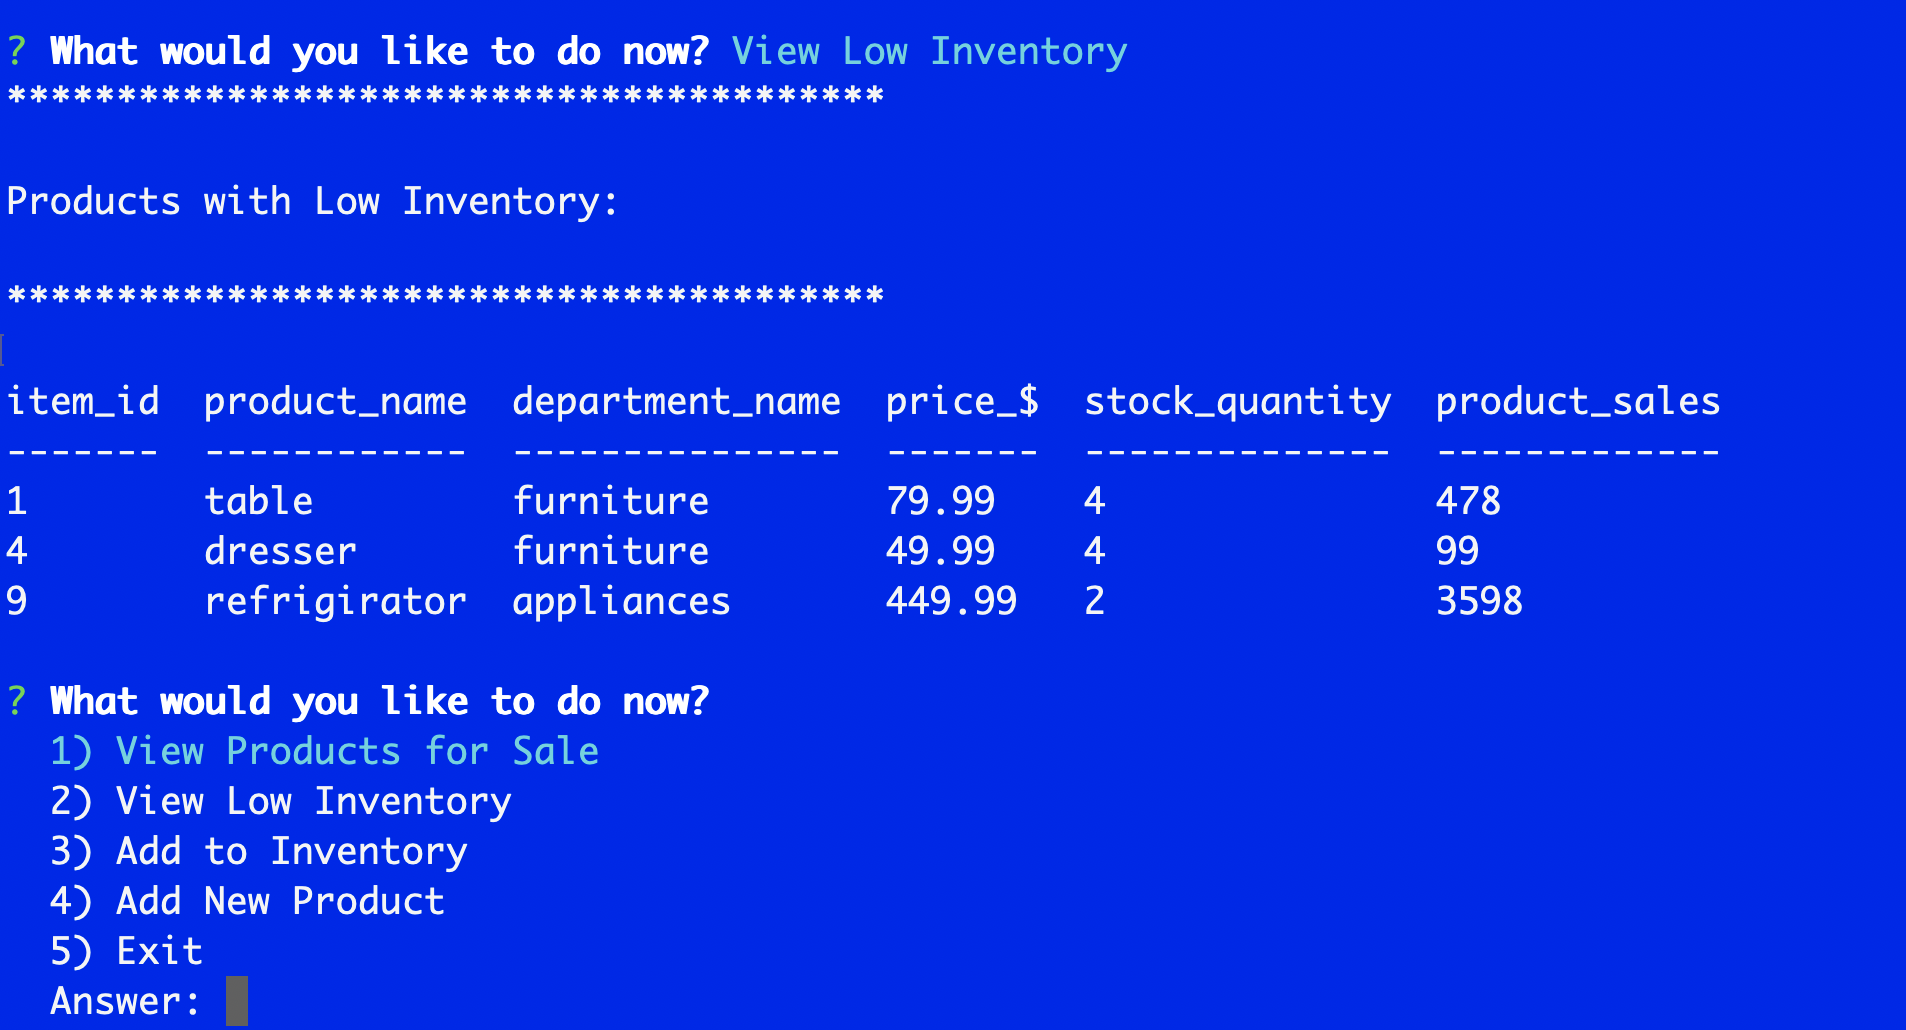 ? What would you like to do now? View Low Inventory
****************************************
Products with Low Inventory:
****************************************
item_id  product_name  department_name  price_$  stock_quantity  product_sales
-------  ------------  ---------------  -------  --------------  -------------
1        table         furniture        79.99    4               478
4        dresser       furniture        49.99    4               99
9        refrigirator  appliances       449.99   2               3598
? What would you like to do now?
  1) View Products for Sale
  2) View Low Inventory
  3) Add to Inventory
  4) Add New Product
  5) Exit
  Answer: